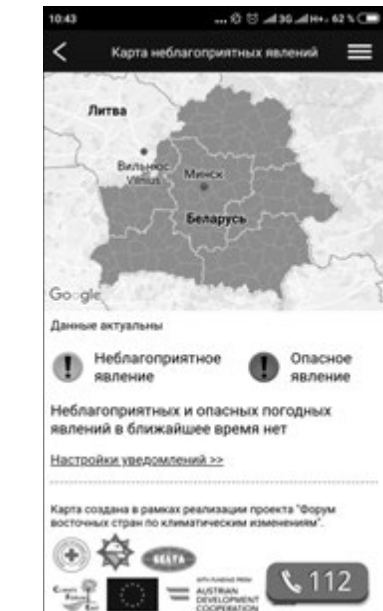 10:43
... 3G H+ 62 %
Карта неблагоприятных явлений
Литва
Вильнюс
Vilnius
Минск
Беларусь
Google
Данные актуальны
Неблагоприятное Опасное
явление явление
Неблагоприятных и опасных погодных
явлений в ближайшее время нет
Настройки уведомлений >>
Карта создана в рамках реализации проекта "Форум
восточных стран по климатическим изменениям".
БЕЛТА
112
AUSTRIAN
DEVELOPMENT
COOPERATION